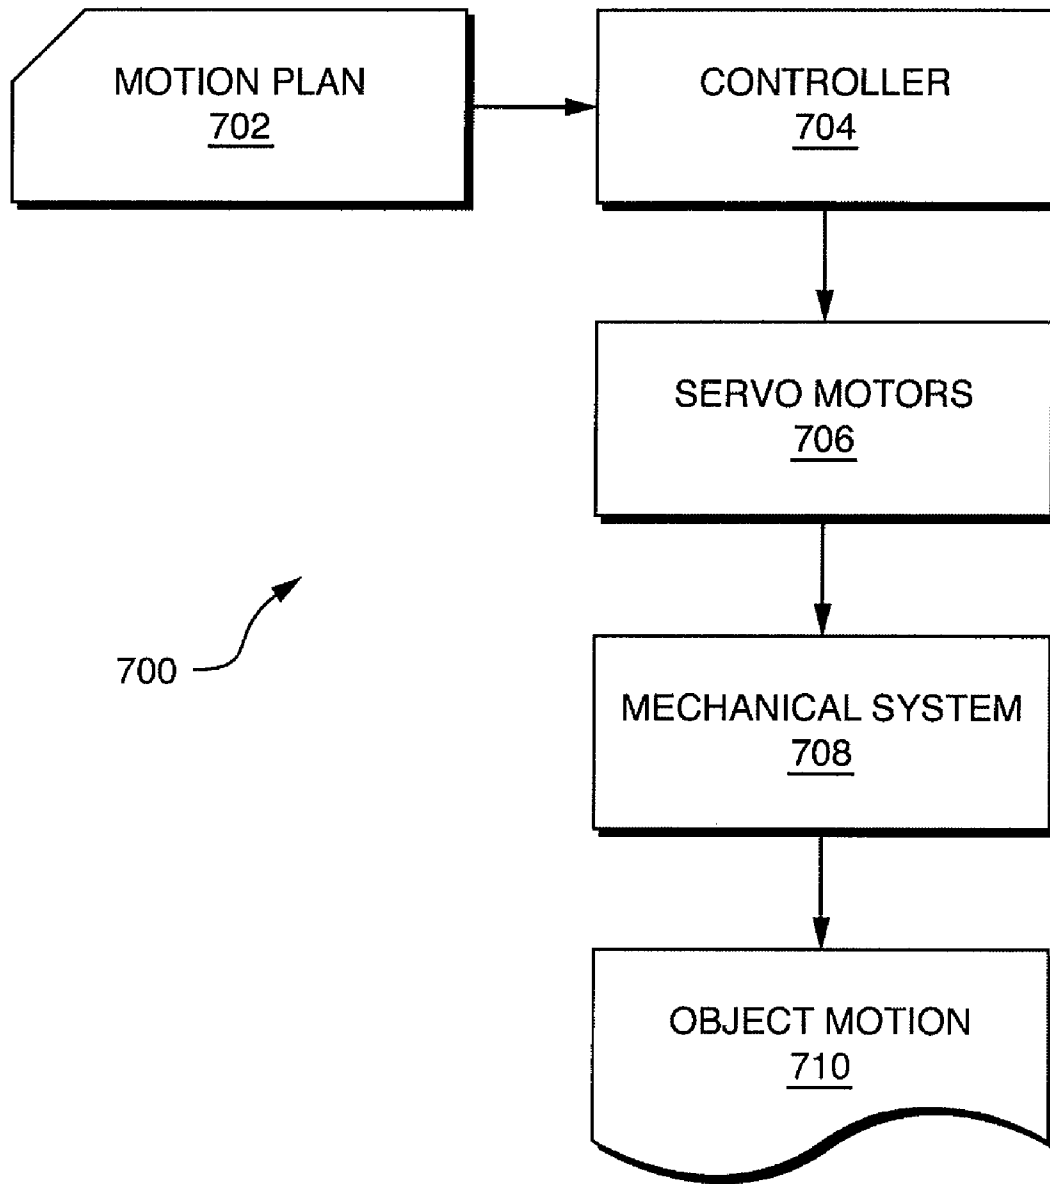 MOTION PLAN
702
CONTROLLER
704
SERVO MOTORS
706
700
MECHANICAL SYSTEM
708
OBJECT MOTION
710